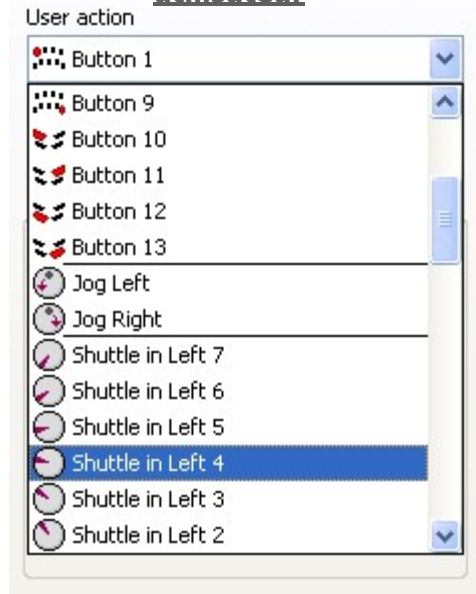 User action
Button 1
Button 9
Button 10
Button 11
Button 12
Button 13
Jog Left
Jog Right
Shuttle in Left 7
Shuttle in Left 6
Shuttle in Left 5
Shuttle in Left 4
Shuttle in Left 3
Shuttle in Left 2